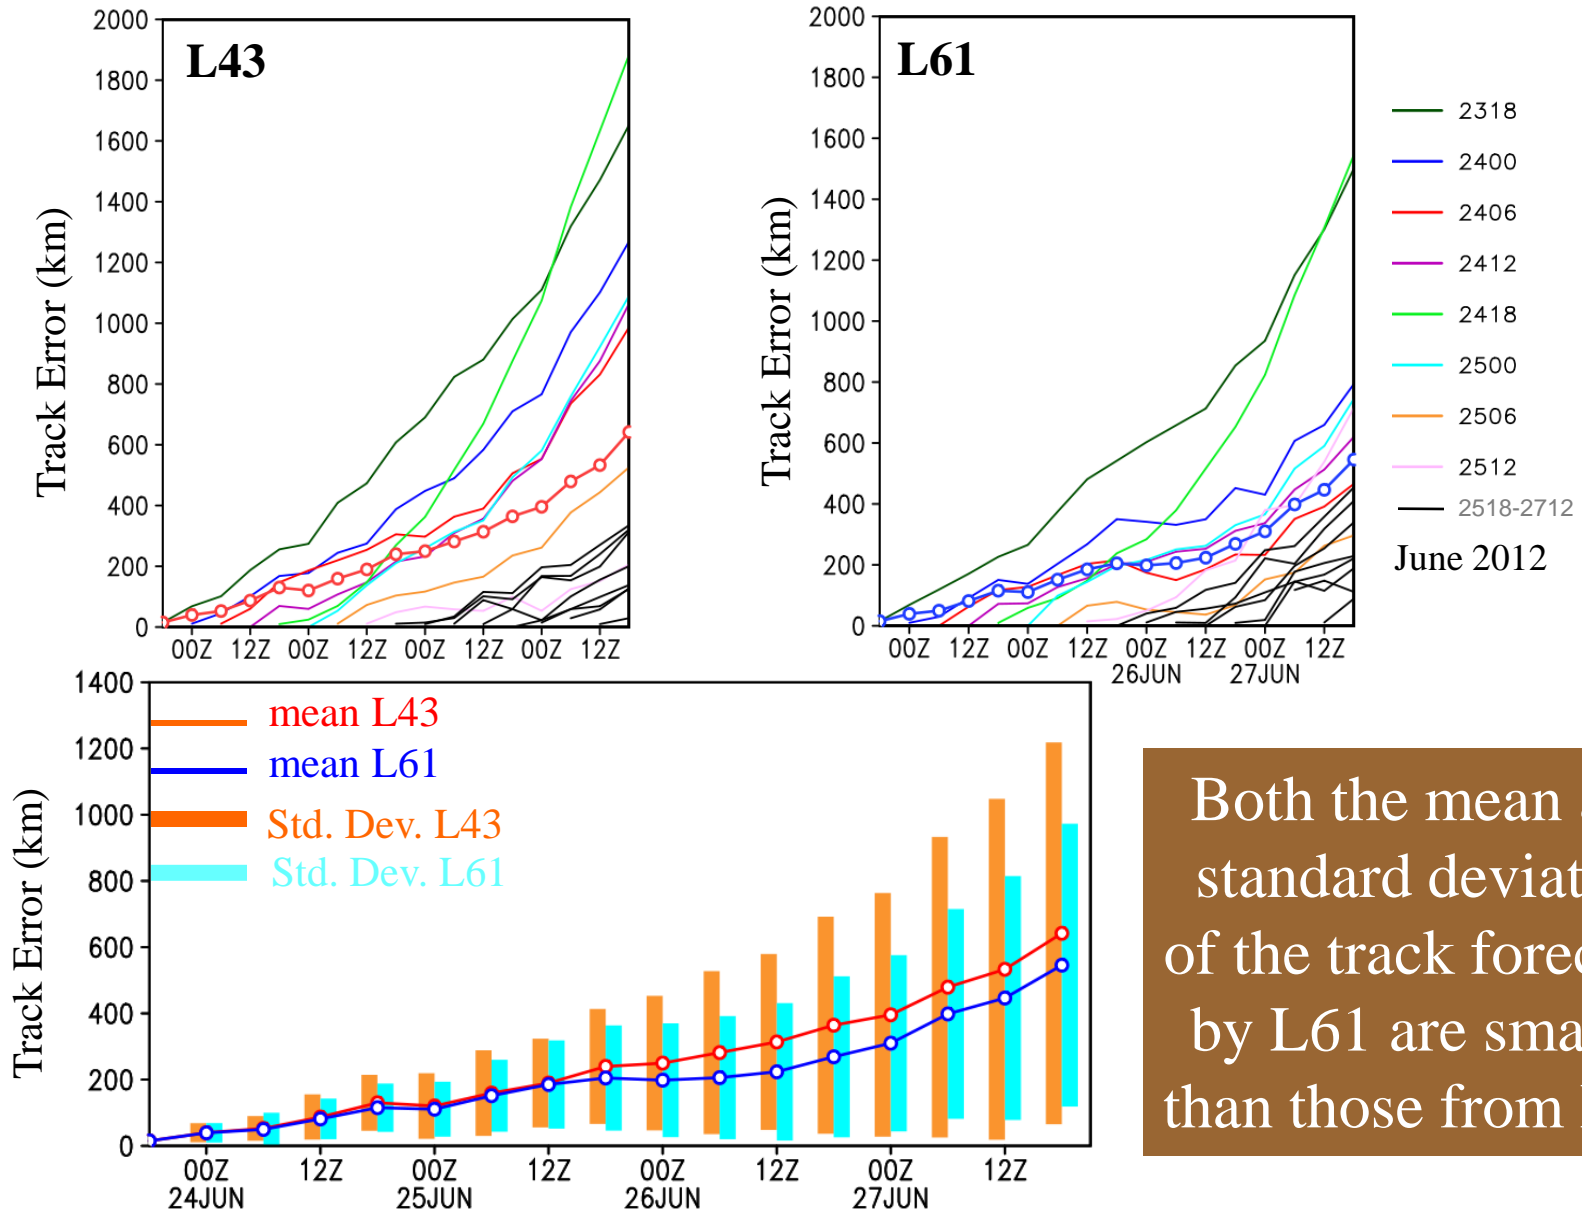 L43
2000
1800
1600
1400
1200
1000
800
600
400
200
0
Track Error (km)
00Z 12Z 00Z 12Z 00Z 12Z 00Z 12Z
L61
2000
1800
1600
1400
1200
1000
800
600
400
200
0
Track Error (km)
00Z 12Z 00Z 12Z 00Z 12Z 00Z 12Z
26JUN 27JUN
2318
2400
2406
2412
2418
2500
2506
2512
2518-2712
June 2012
1400
1200
1000
800
600
400
200
0
Track Error (km)
mean L43
mean L61
Std. Dev. L43
Std. Dev. L61
00Z 12Z 00Z 12Z 00Z 12Z 00Z 12Z
24JUN 25JUN 26JUN 27JUN
Both the mean
standard deviat
of the track forec
by L61 are sma
than those from